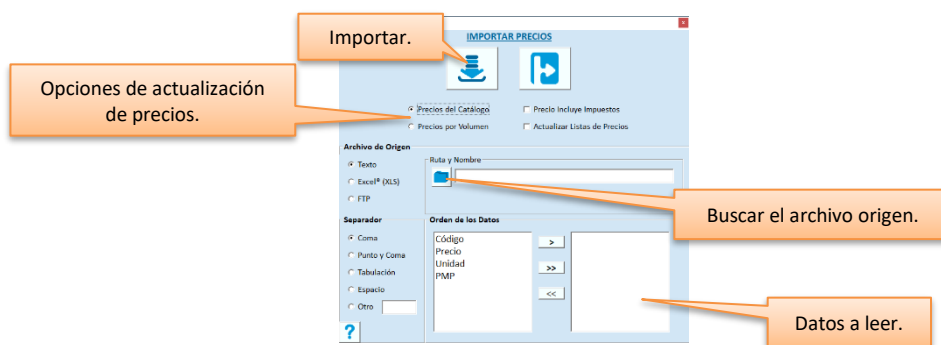 Importar.
IMPORTAR PRECIOS
Opciones de actualización
de precios.
Precios del Catálogo
Precio Incluye Impuestos
Precios por Volumen
Actualizar Listas de Precios
Archivo de Origen
Texto
Excel® (XLS)
FTP
Ruta y Nombre
Buscar el archivo origen.
Separador
Coma
Punto y Coma
Tabulación
Espacio
Otro
Orden de los Datos
Código
Precio
Unidad
PMP
>
>>
<<
Datos a leer.
?